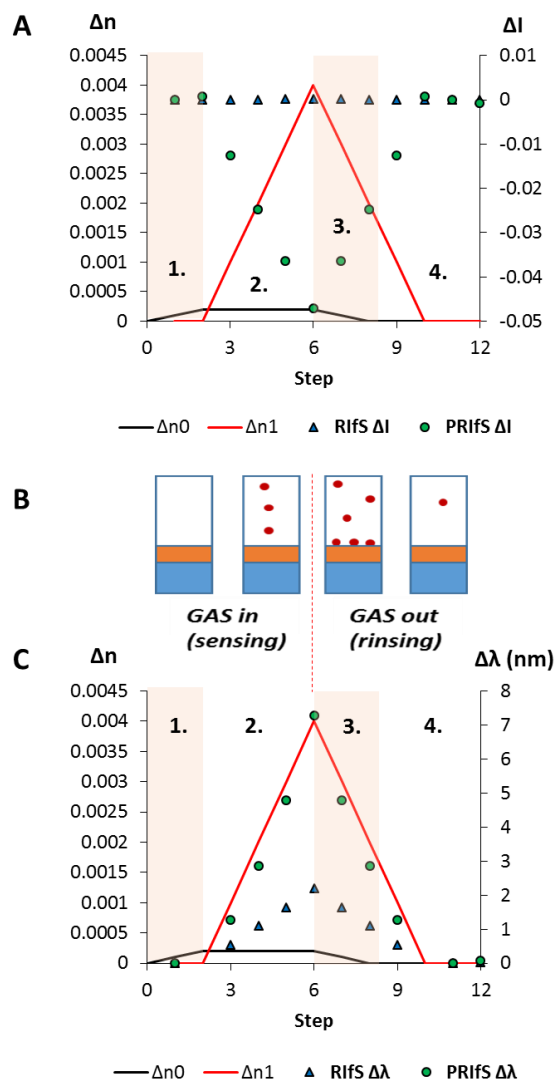 A
Δn
ΔI
0.0045
0.004
0.0035
0.003
0.0025
0.002
0.0015
0.001
0.0005
0
0.01
0
-0.01
-0.02
-0.03
-0.04
-0.05
1.
2.
3.
4.
0 3 6 9 12
Step
Δn0 Δn1 RIfS ΔI PRIfS ΔI
B
GAS in
(sensing)
GAS out
(rinsing)
C
Δn
Δλ (nm)
0.0045
0.004
0.0035
0.003
0.0025
0.002
0.0015
0.001
0.0005
0
8
7
6
5
4
3
2
1
0
1. 2. 3. 4.
0 3 6 9 12
Step
Δn0 Δn1 RIfS Δλ PRIfS Δλ